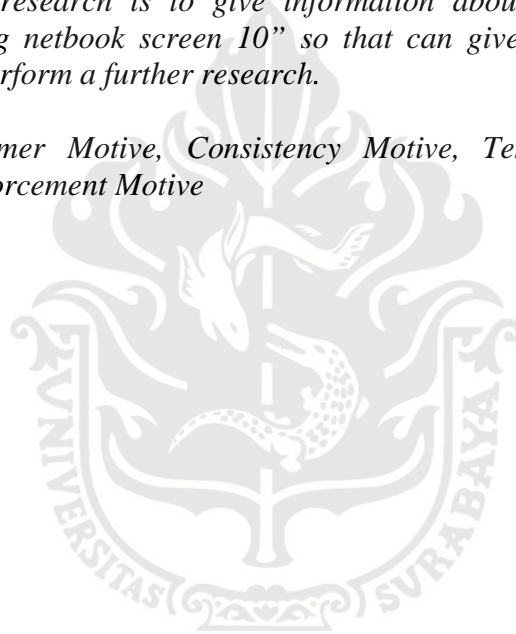 research is to give information about
netbook screen 10” so that can give
rform a further research.
mer Motive, Consistency Motive, Te
orcement Motive
UNIVERSITAS SURABAYA